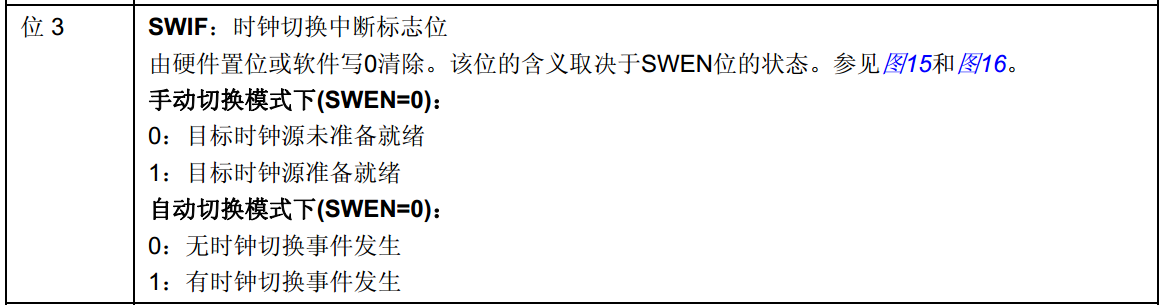 位 3
SWIF：时钟切换中断标志位
由硬件置位或软件写0清除。该位的含义取决于SWEN位的状态。参见图15和图16。
手动切换模式下(SWEN=0)：
0：目标时钟源未准备就绪
1：目标时钟源准备就绪
自动切换模式下(SWEN=0)：
0：无时钟切换事件发生
1：有时钟切换事件发生